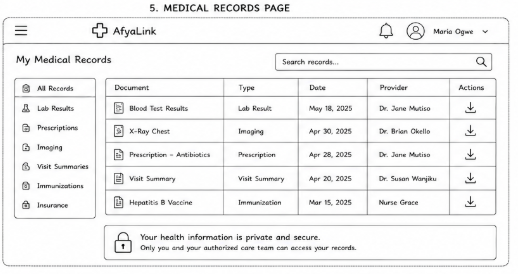 5. MEDICAL RECORDS PAGE
AfyaLink
Maria Ogwe
My Medical Records
Search records...
All Records
Lab Results
Prescriptions
Imaging
Visit Summaries
Immunizations
Insurance
Document Type Date Provider Actions
Blood Test Results Lab Result May 18, 2025 Dr. Jane Mutiso
X-Ray Chest Imaging Apr 30, 2025 Dr. Brian Okello
Prescription - Antibiotics Prescription Apr 28, 2025 Dr. Jane Mutiso
Visit Summary Visit Summary Apr 20, 2025 Dr. Susan Wanjiku
Hepatitis B Vaccine Immunization Mar 15, 2025 Nurse Grace
Your health information is private and secure.
Only you and your authorized care team can access your records.